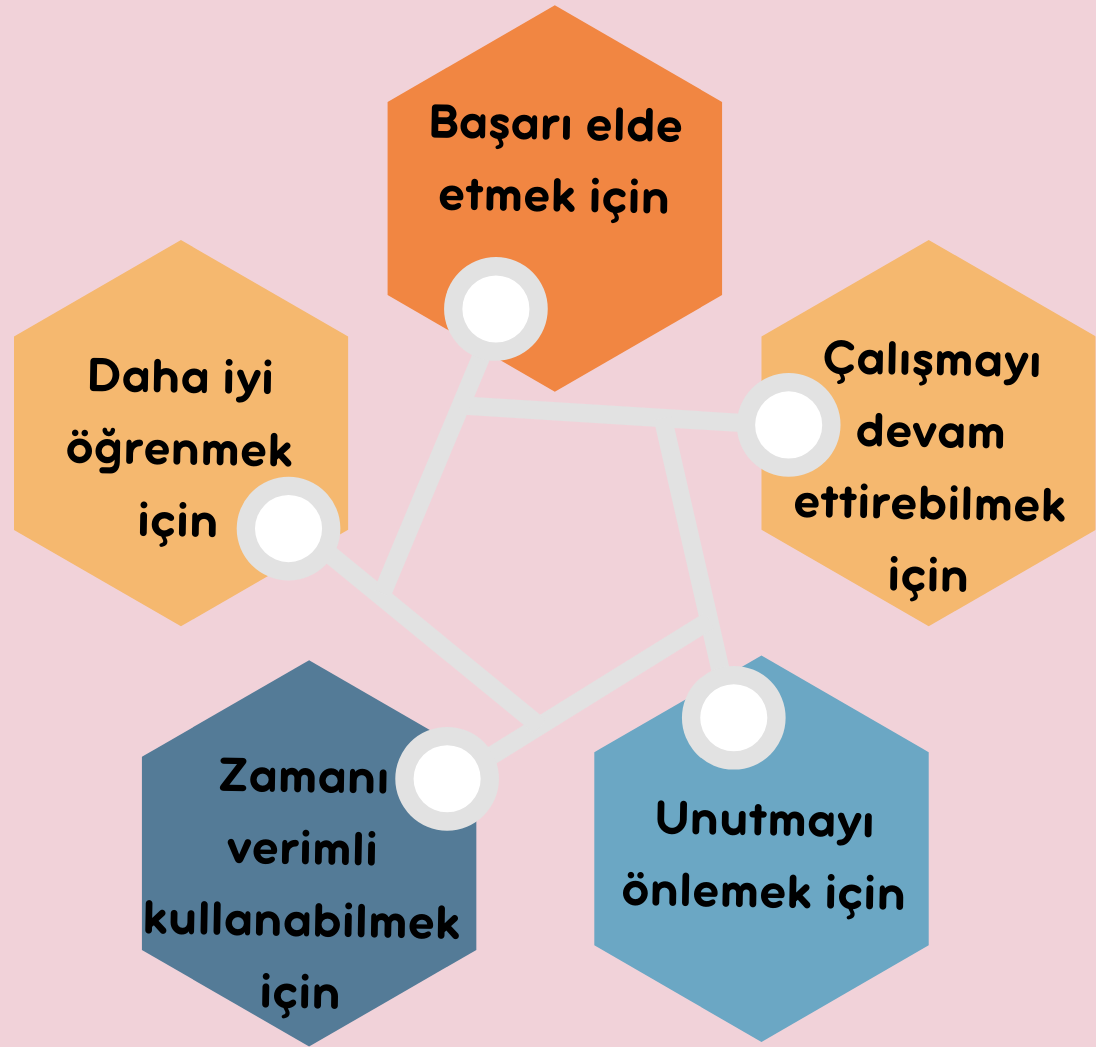 Başarı elde
etmek için
Daha iyi
öğrenmek
için
Çalışmayı
devam
ettirebilmek
için
Zamanı
verimli
kullanabilmek
için
Unutmayı
önlemek için